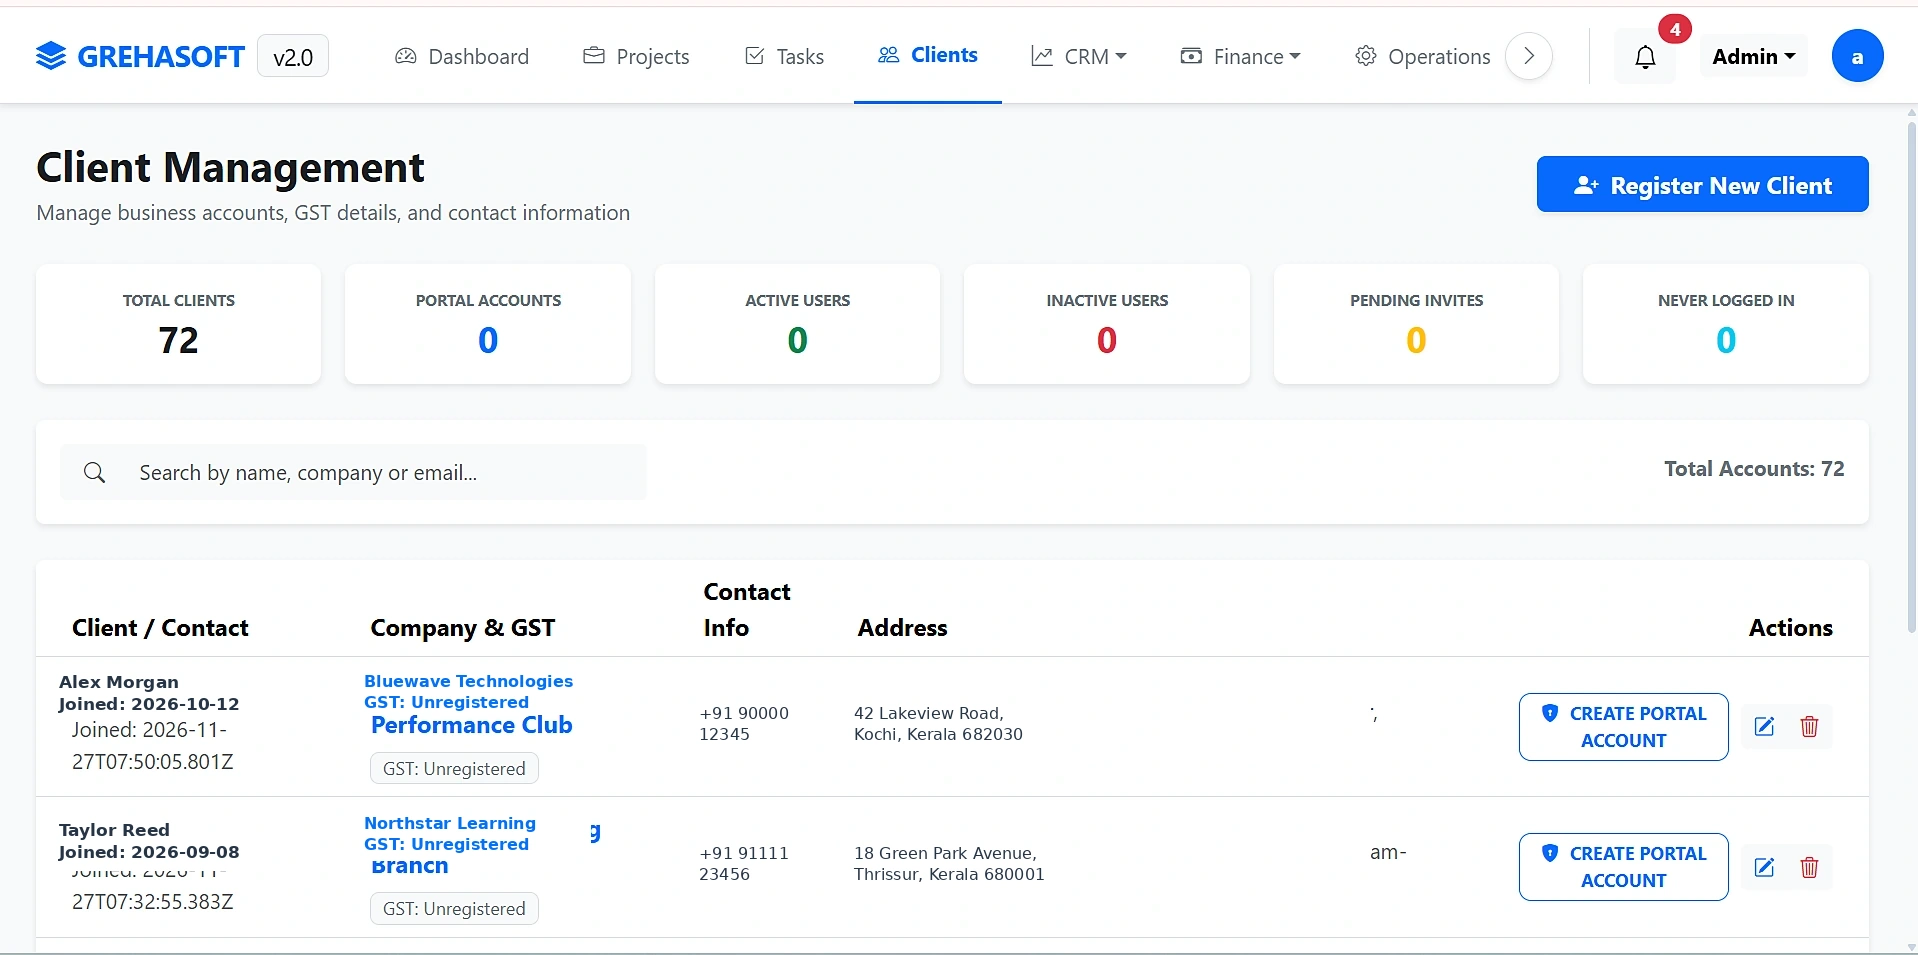 GREHASOFT v2.0 Dashboard Projects Tasks Clients CRM Finance Operations 4 Admin a
Client Management
Manage business accounts, GST details, and contact information
Register New Client
TOTAL CLIENTS
72
PORTAL ACCOUNTS
0
ACTIVE USERS
0
INACTIVE USERS
0
PENDING INVITES
0
NEVER LOGGED IN
0
Search by name, company or email...
Total Accounts: 72
Client / Contact
Company & GST
Contact
Info
Address
Actions
Alex Morgan
Joined: 2026-10-12
Joined: 2026-11-
27T07:50:05.801Z
Bluewave Technologies
GST: Unregistered
Performance Club
GST: Unregistered
+91 90000
12345
42 Lakeview Road,
Kochi, Kerala 682030
CREATE PORTAL
ACCOUNT
Taylor Reed
Joined: 2026-09-08
Joined: 2026-11-
27T07:32:55.383Z
Northstar Learning
GST: Unregistered
g
Branch
GST: Unregistered
+91 91111
23456
18 Green Park Avenue,
Thrissur, Kerala 680001
am-
CREATE PORTAL
ACCOUNT